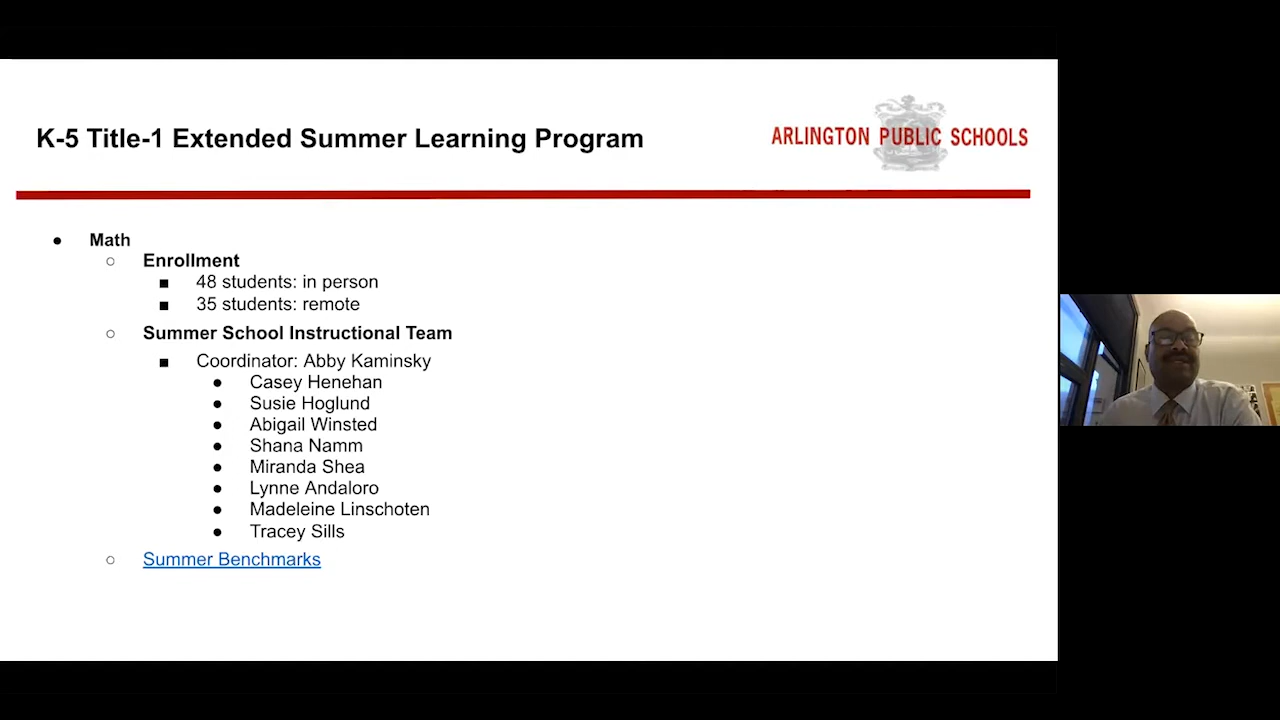 K-5 Title-1 Extended Summer Learning Program
ARLINGTON PUBLIC SCHOOLS
● Math
○ Enrollment
■ 48 students: in person
■ 35 students: remote
○ Summer School Instructional Team
■ Coordinator: Abby Kaminsky
● Casey Henehan
● Susie Hoglund
● Abigail Winsted
● Shana Namm
● Miranda Shea
● Lynne Andaloro
● Madeleine Linschoten
● Tracey Sills
○ Summer Benchmarks